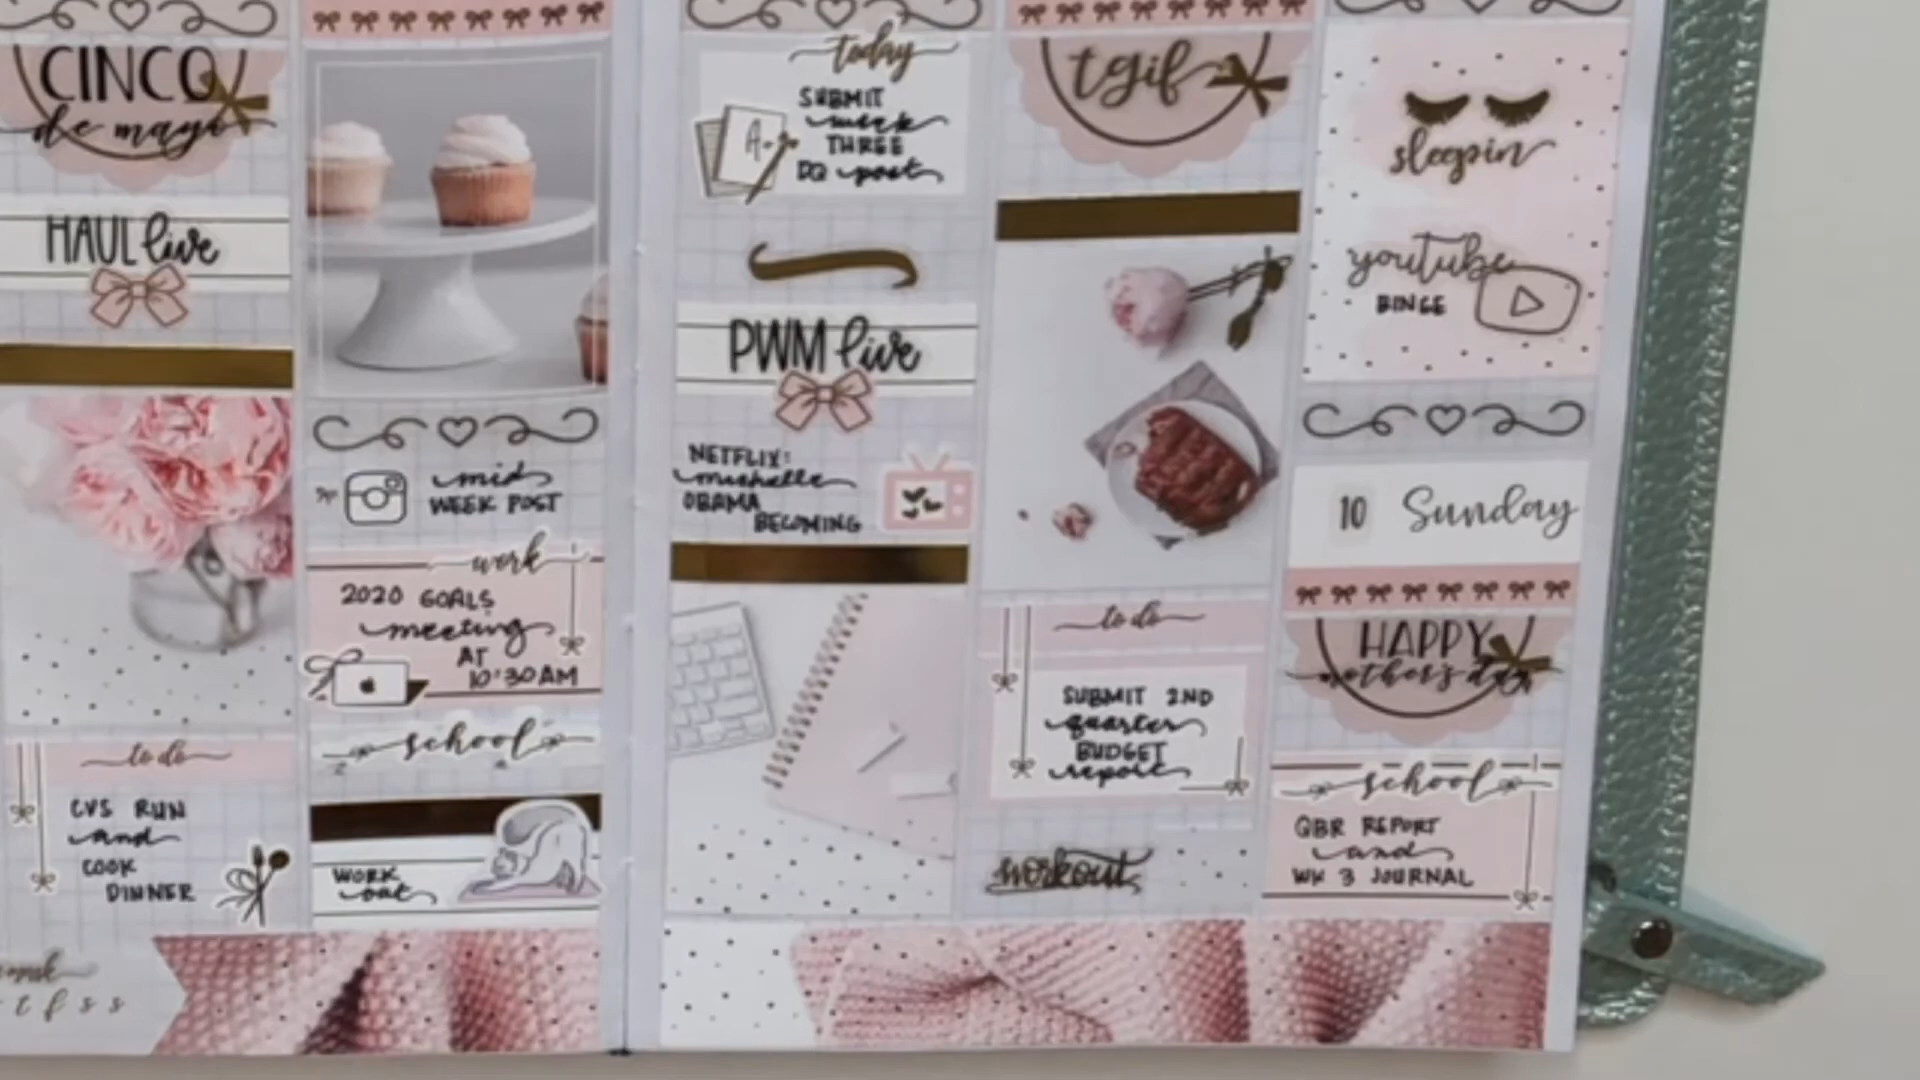 CINCO
de mayo
HAUL live
to do
CVS RUN
and
COOK
DINNER
t f s s
mid
WEEK POST
work
2020 GOALS
meeting
AT
10:30AM
school
WORK
out
today
SUBMIT
week
THREE
DQ post
A+
PWM live
NETFLIX:
michelle
OBAMA
BECOMING
tgif
to do
SUBMIT 2ND
quarter
BUDGET
report
workout
sleep in
youtube
BINGE
10 Sunday
HAPPY
mother's day
school
QBR REPORT
and
WK 3 JOURNAL